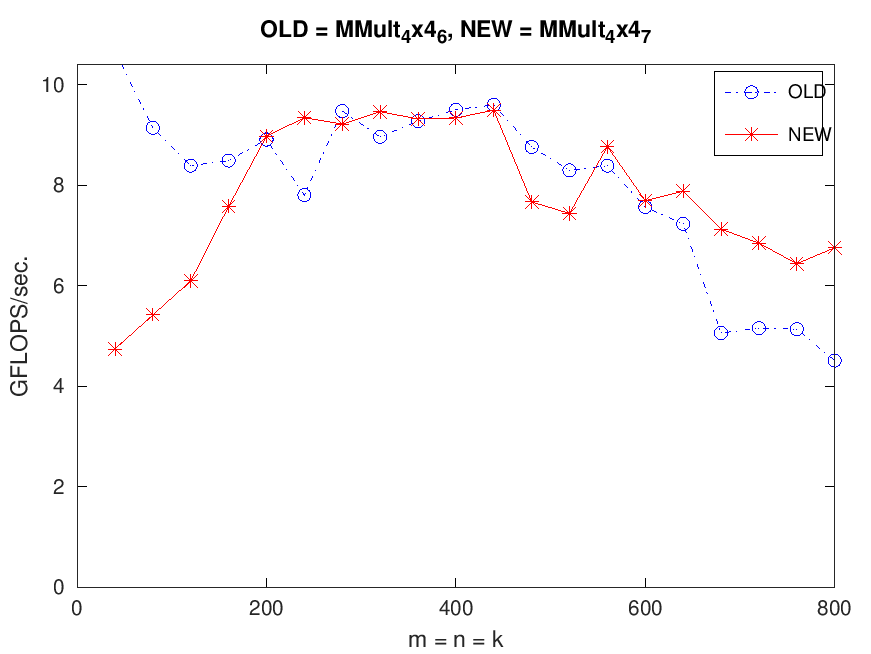 OLD = MMult4x46, NEW = MMult4x47
10
8
6
4
2
0
GFLOPS/sec.
OLD
NEW
0 200 400 600 800
m = n = k